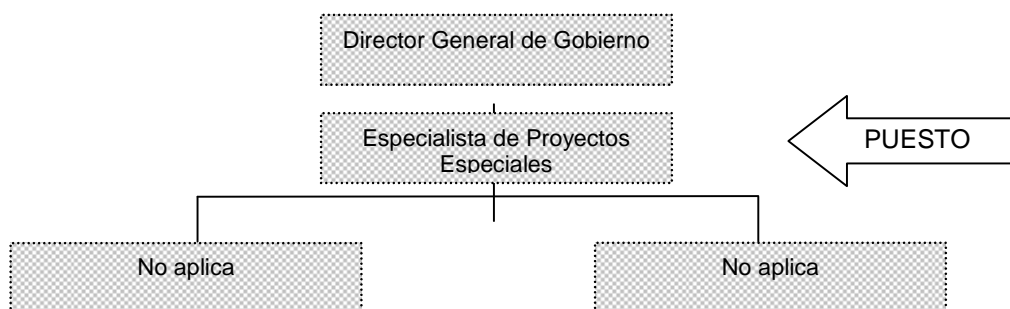 Director General de Gobierno
Especialista de Proyectos
Especiales
PUESTO
No aplica
No aplica